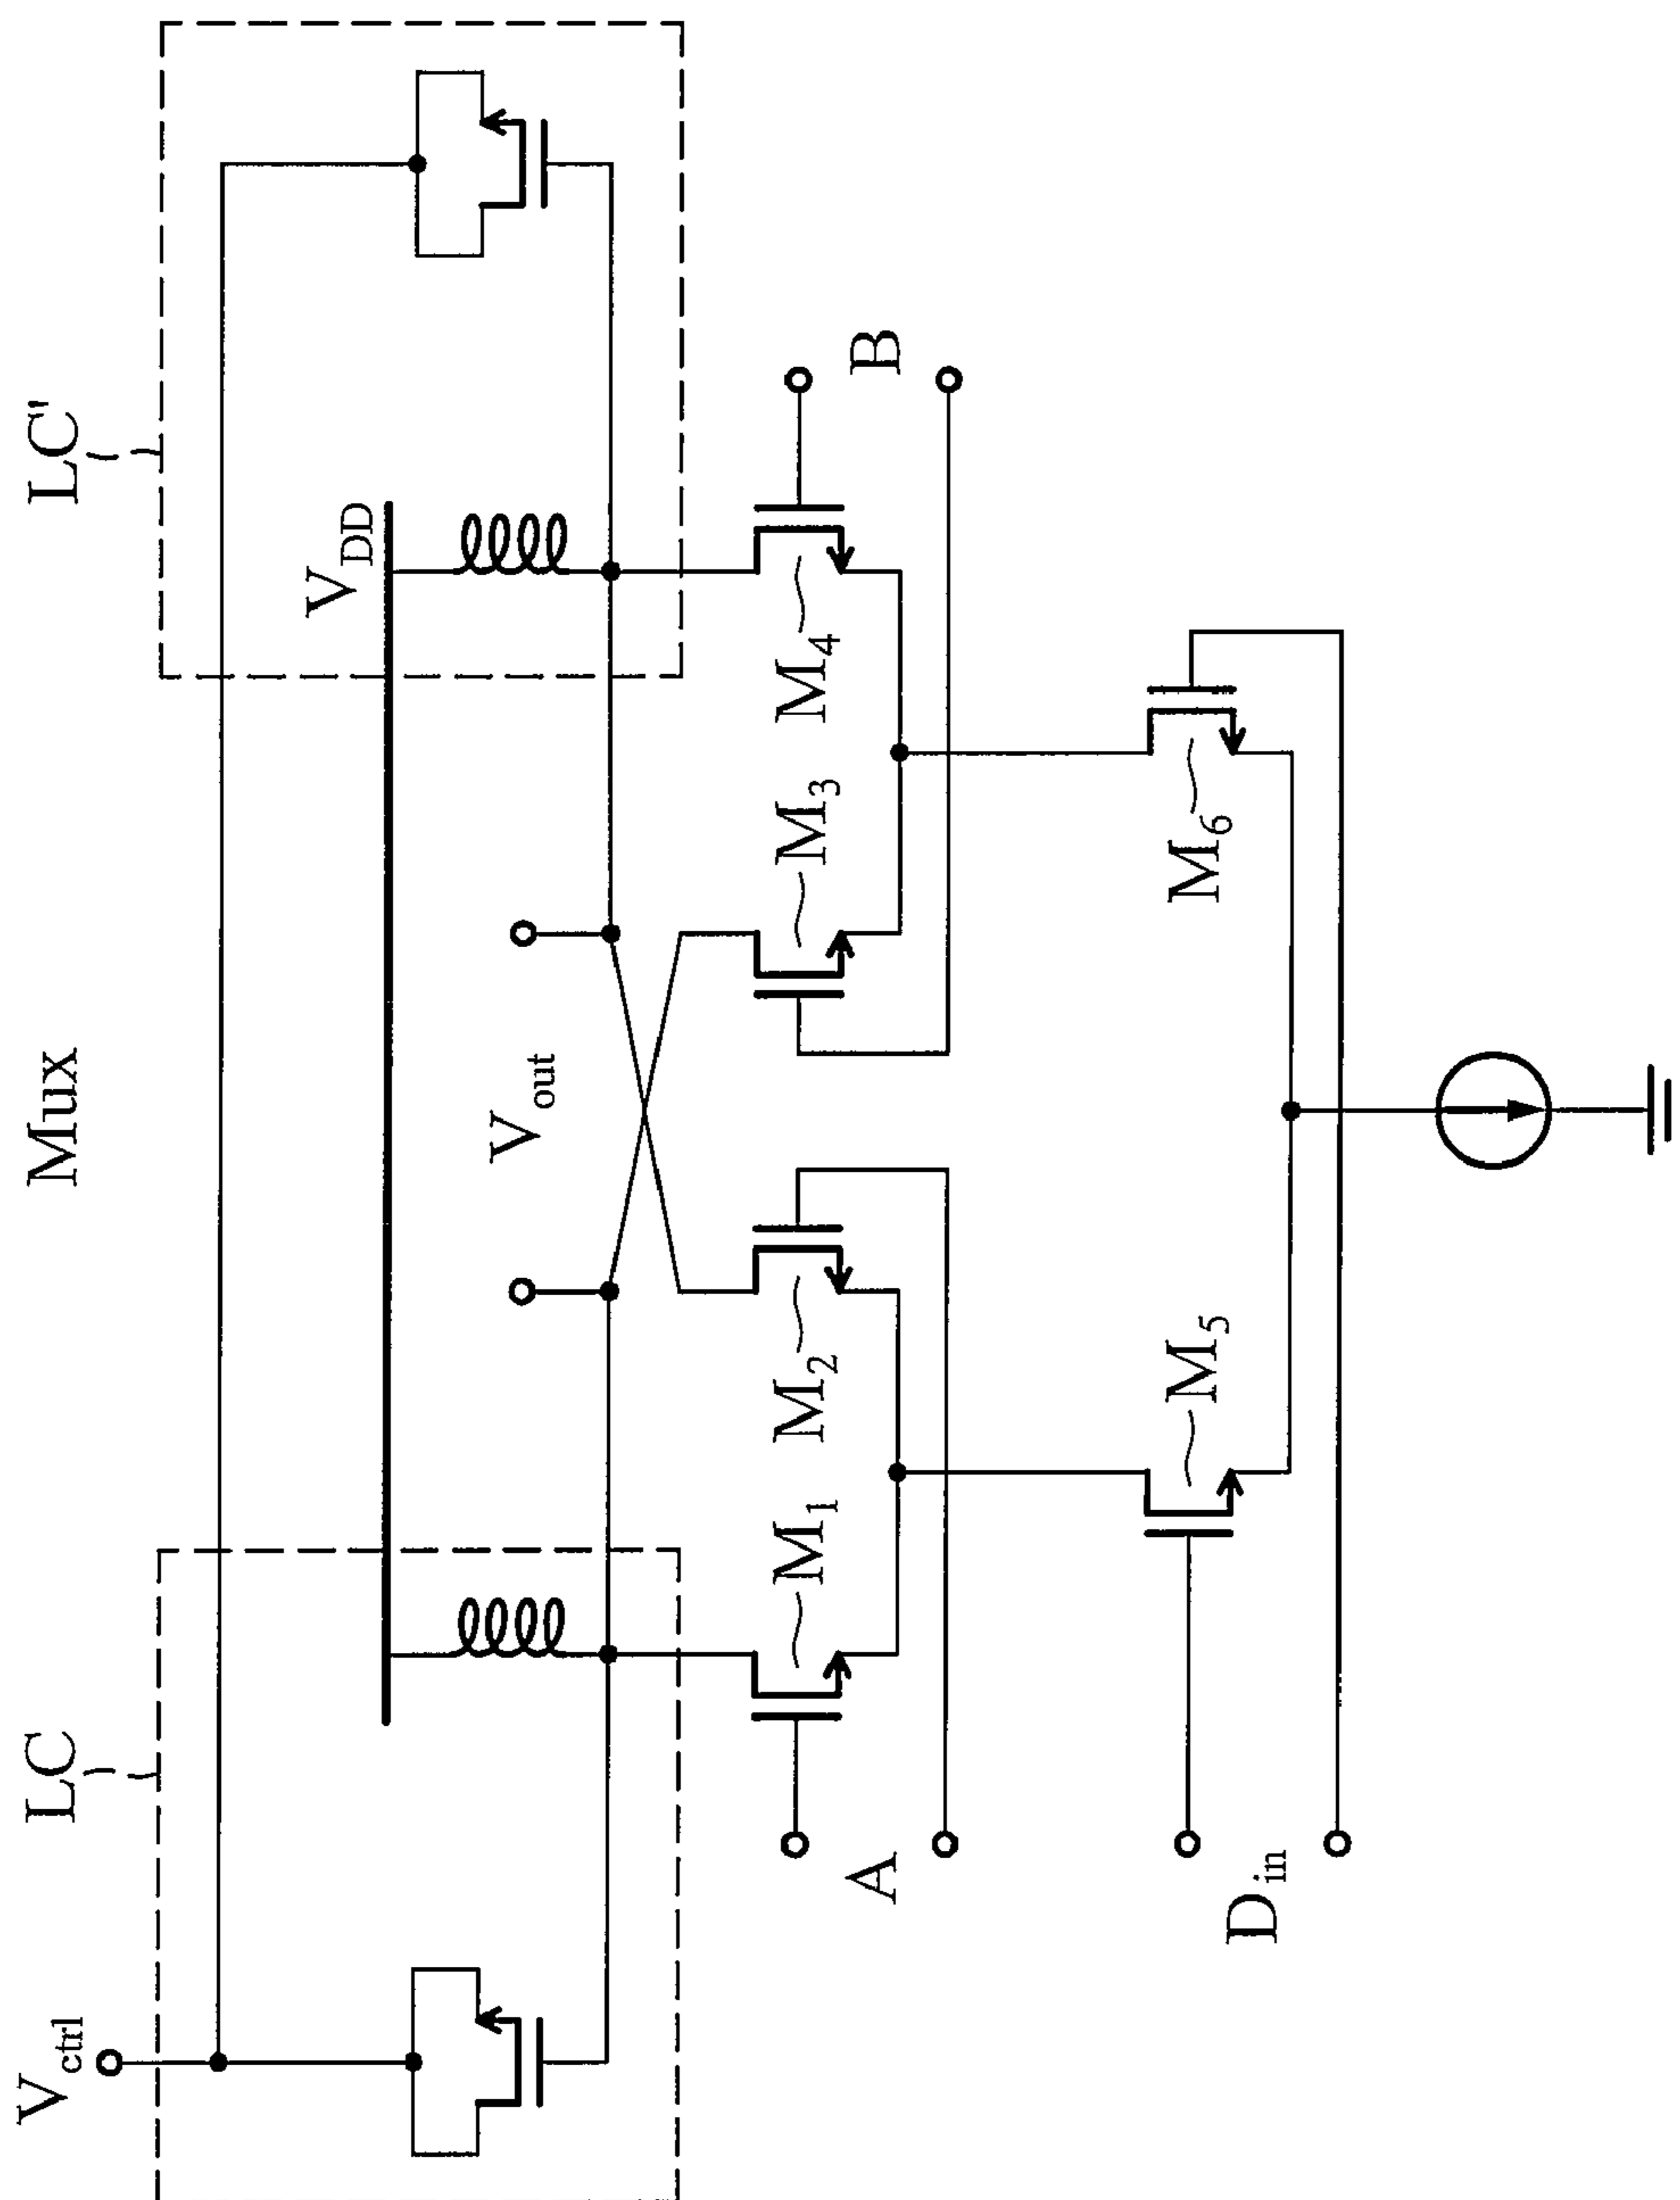 Mux
V_ctrl
LC
LC'
V_DD
V_out
M_1
M_2
M_3
M_4
A
B
M_5
M_6
D_in